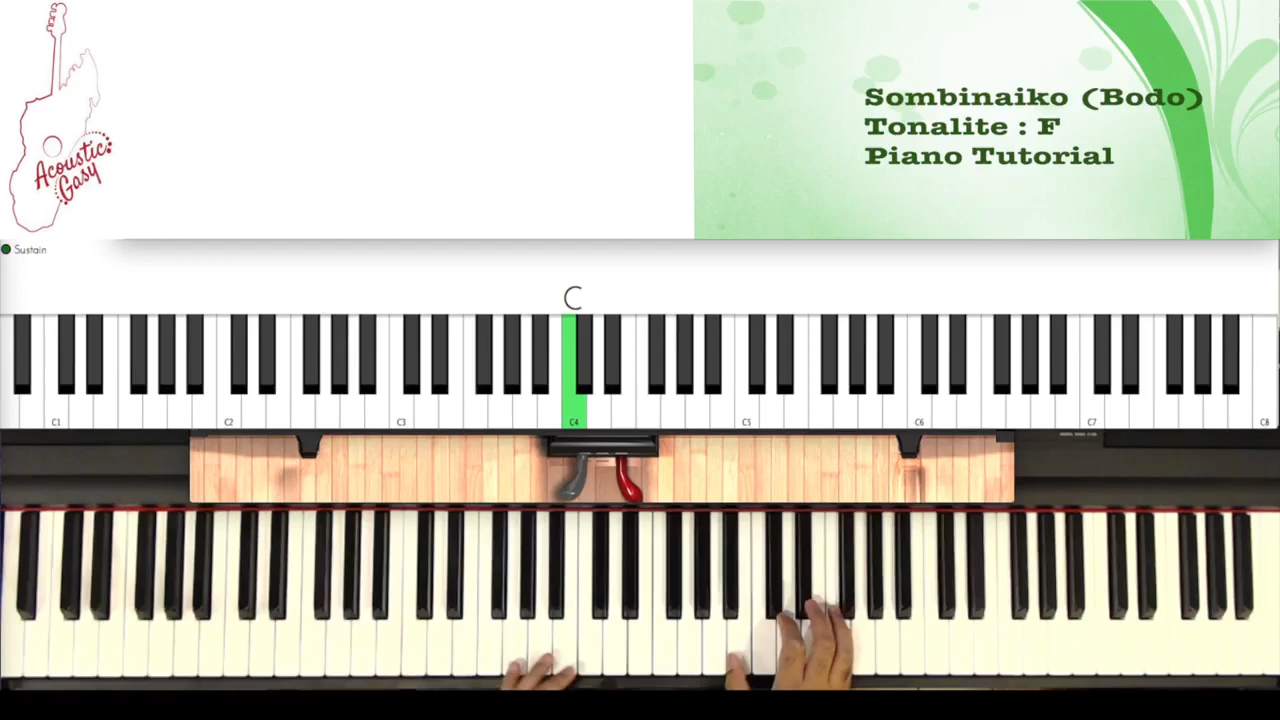 Acoustic
Gasy
Sombinaiko (Bodo)
Tonalite : F
Piano Tutorial
Sustain
C
C1 C2 C3 C4 C5 C6 C7 C8